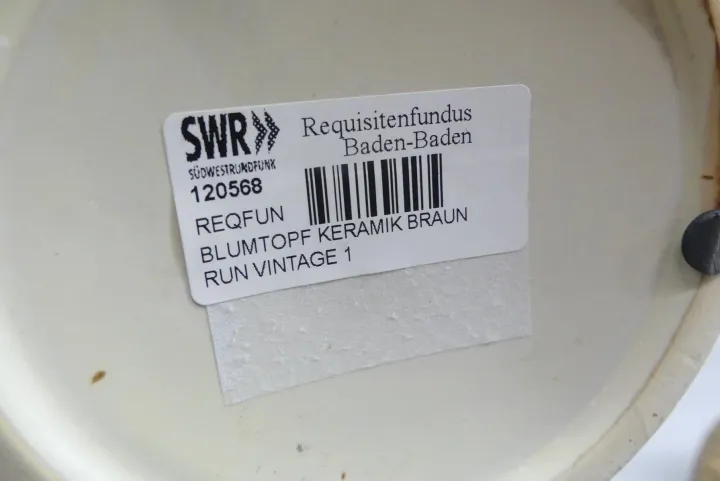 SWR
SÜDWESTRUNDFUNK
Requisitenfundus
Baden-Baden
120568
REQFUN
BLUMTOPF KERAMIK BRAUN
RUN VINTAGE 1